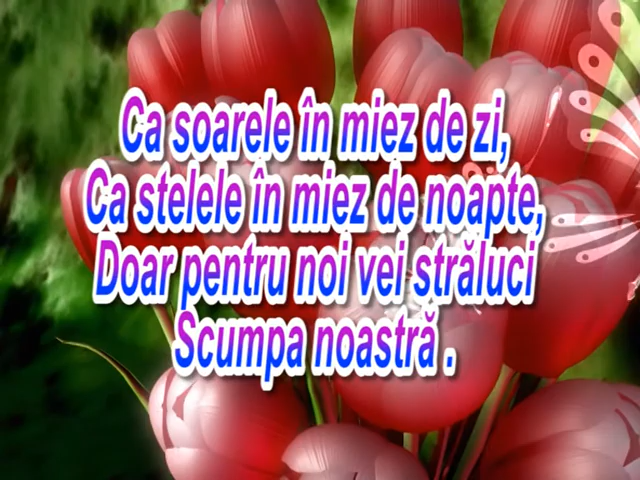 Ca soarele în miez de zi,
Ca stelele în miez de noapte,
Doar pentru noi vei străluci
Scumpa noastră .